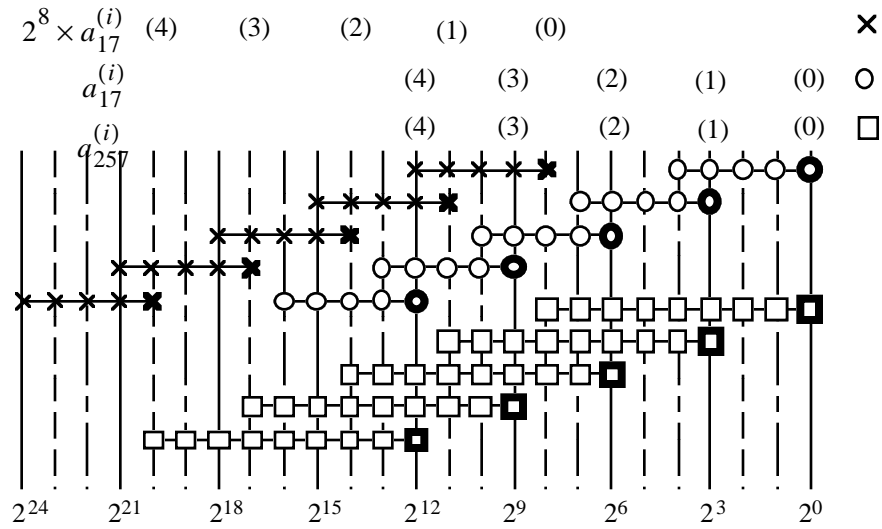 2^8 × a_17^(i) (4) (3) (2) (1) (0)
a_17^(i) (4) (3) (2) (1) (0)
a_257^(i) (4) (3) (2) (1) (0)
2^24 2^21 2^18 2^15 2^12 2^9 2^6 2^3 2^0